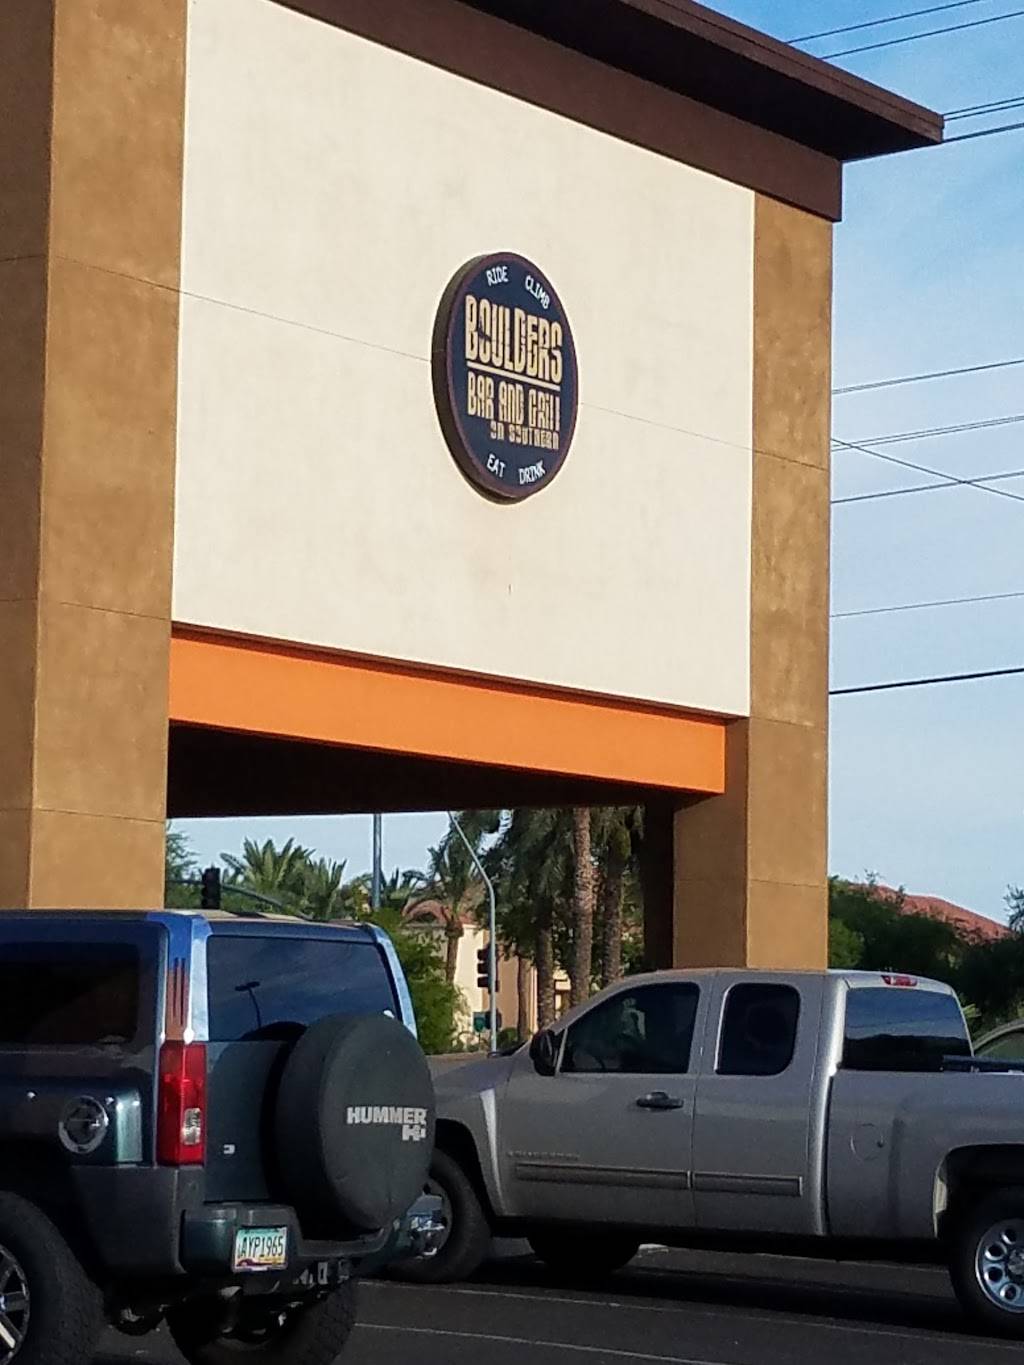 RIDE CLIMB
BOULDERS
BAR AND GRILL
ON SOUTHERN
EAT DRINK
HUMMER
H3
AYP1965